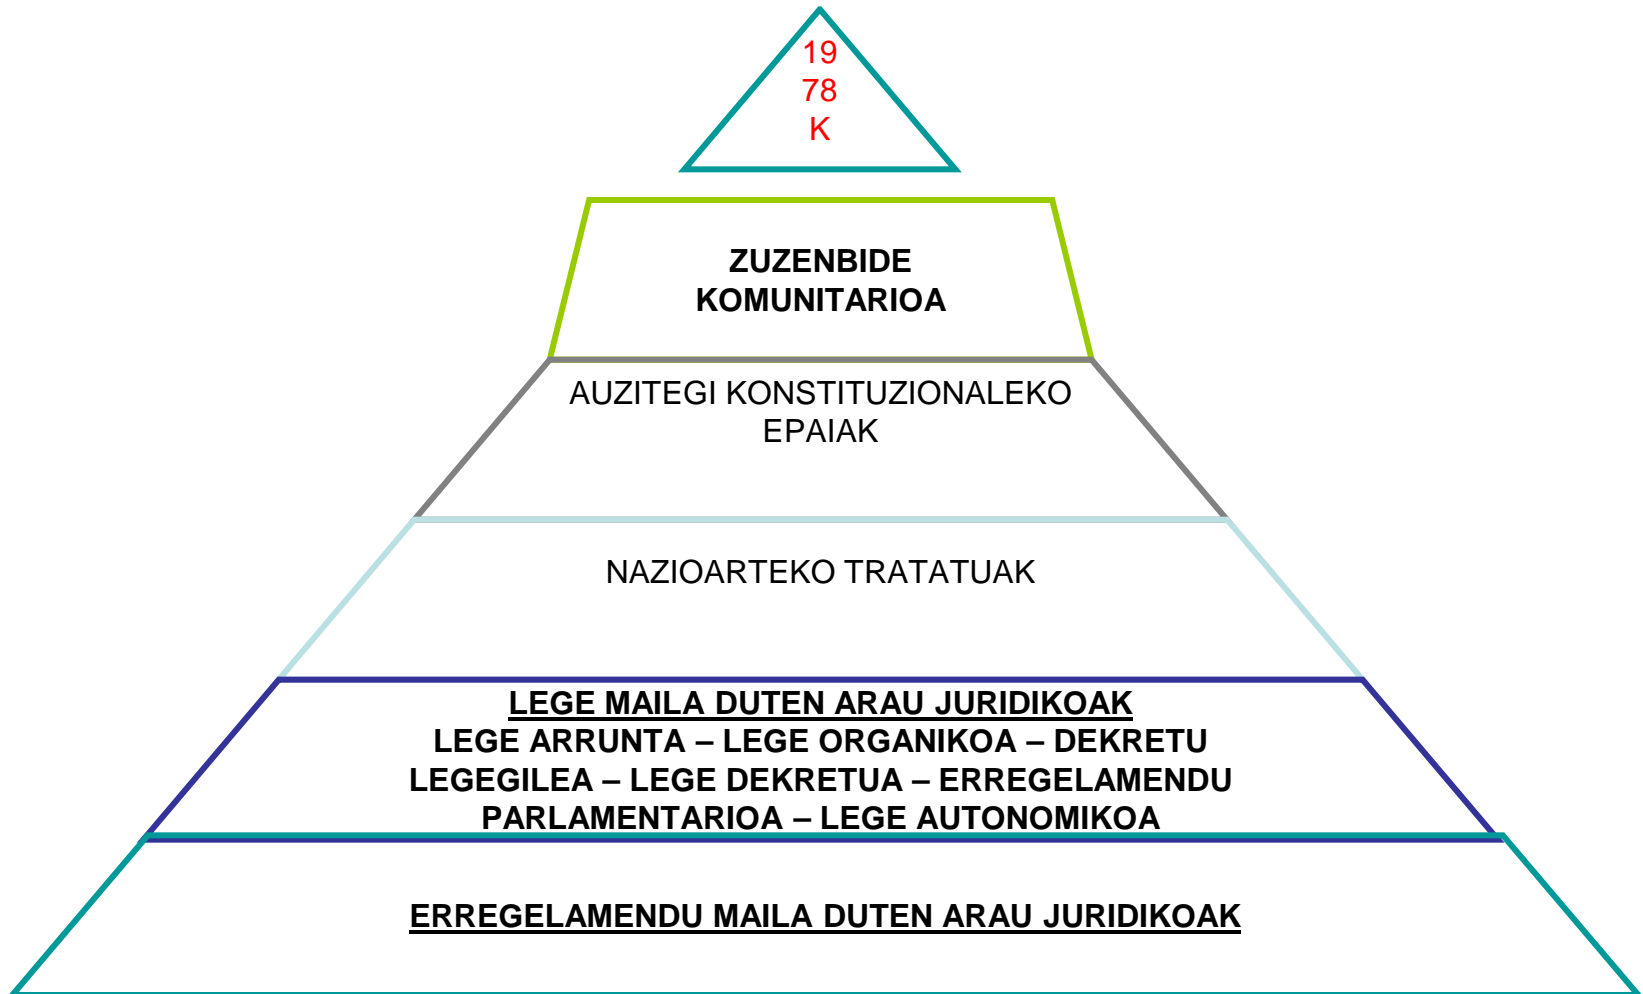 19
78
K
ZUZENBIDE
KOMUNITARIOA
AUZITEGI KONSTITUZIONALEKO
EPAIAK
NAZIOARTEKO TRATATUAK
LEGE MAILA DUTEN ARAU JURIDIKOAK
LEGE ARRUNTA – LEGE ORGANIKOA – DEKRETU
LEGEGILEA – LEGE DEKRETUA – ERREGELAMENDU
PARLAMENTARIOA – LEGE AUTONOMIKOA
ERREGELAMENDU MAILA DUTEN ARAU JURIDIKOAK